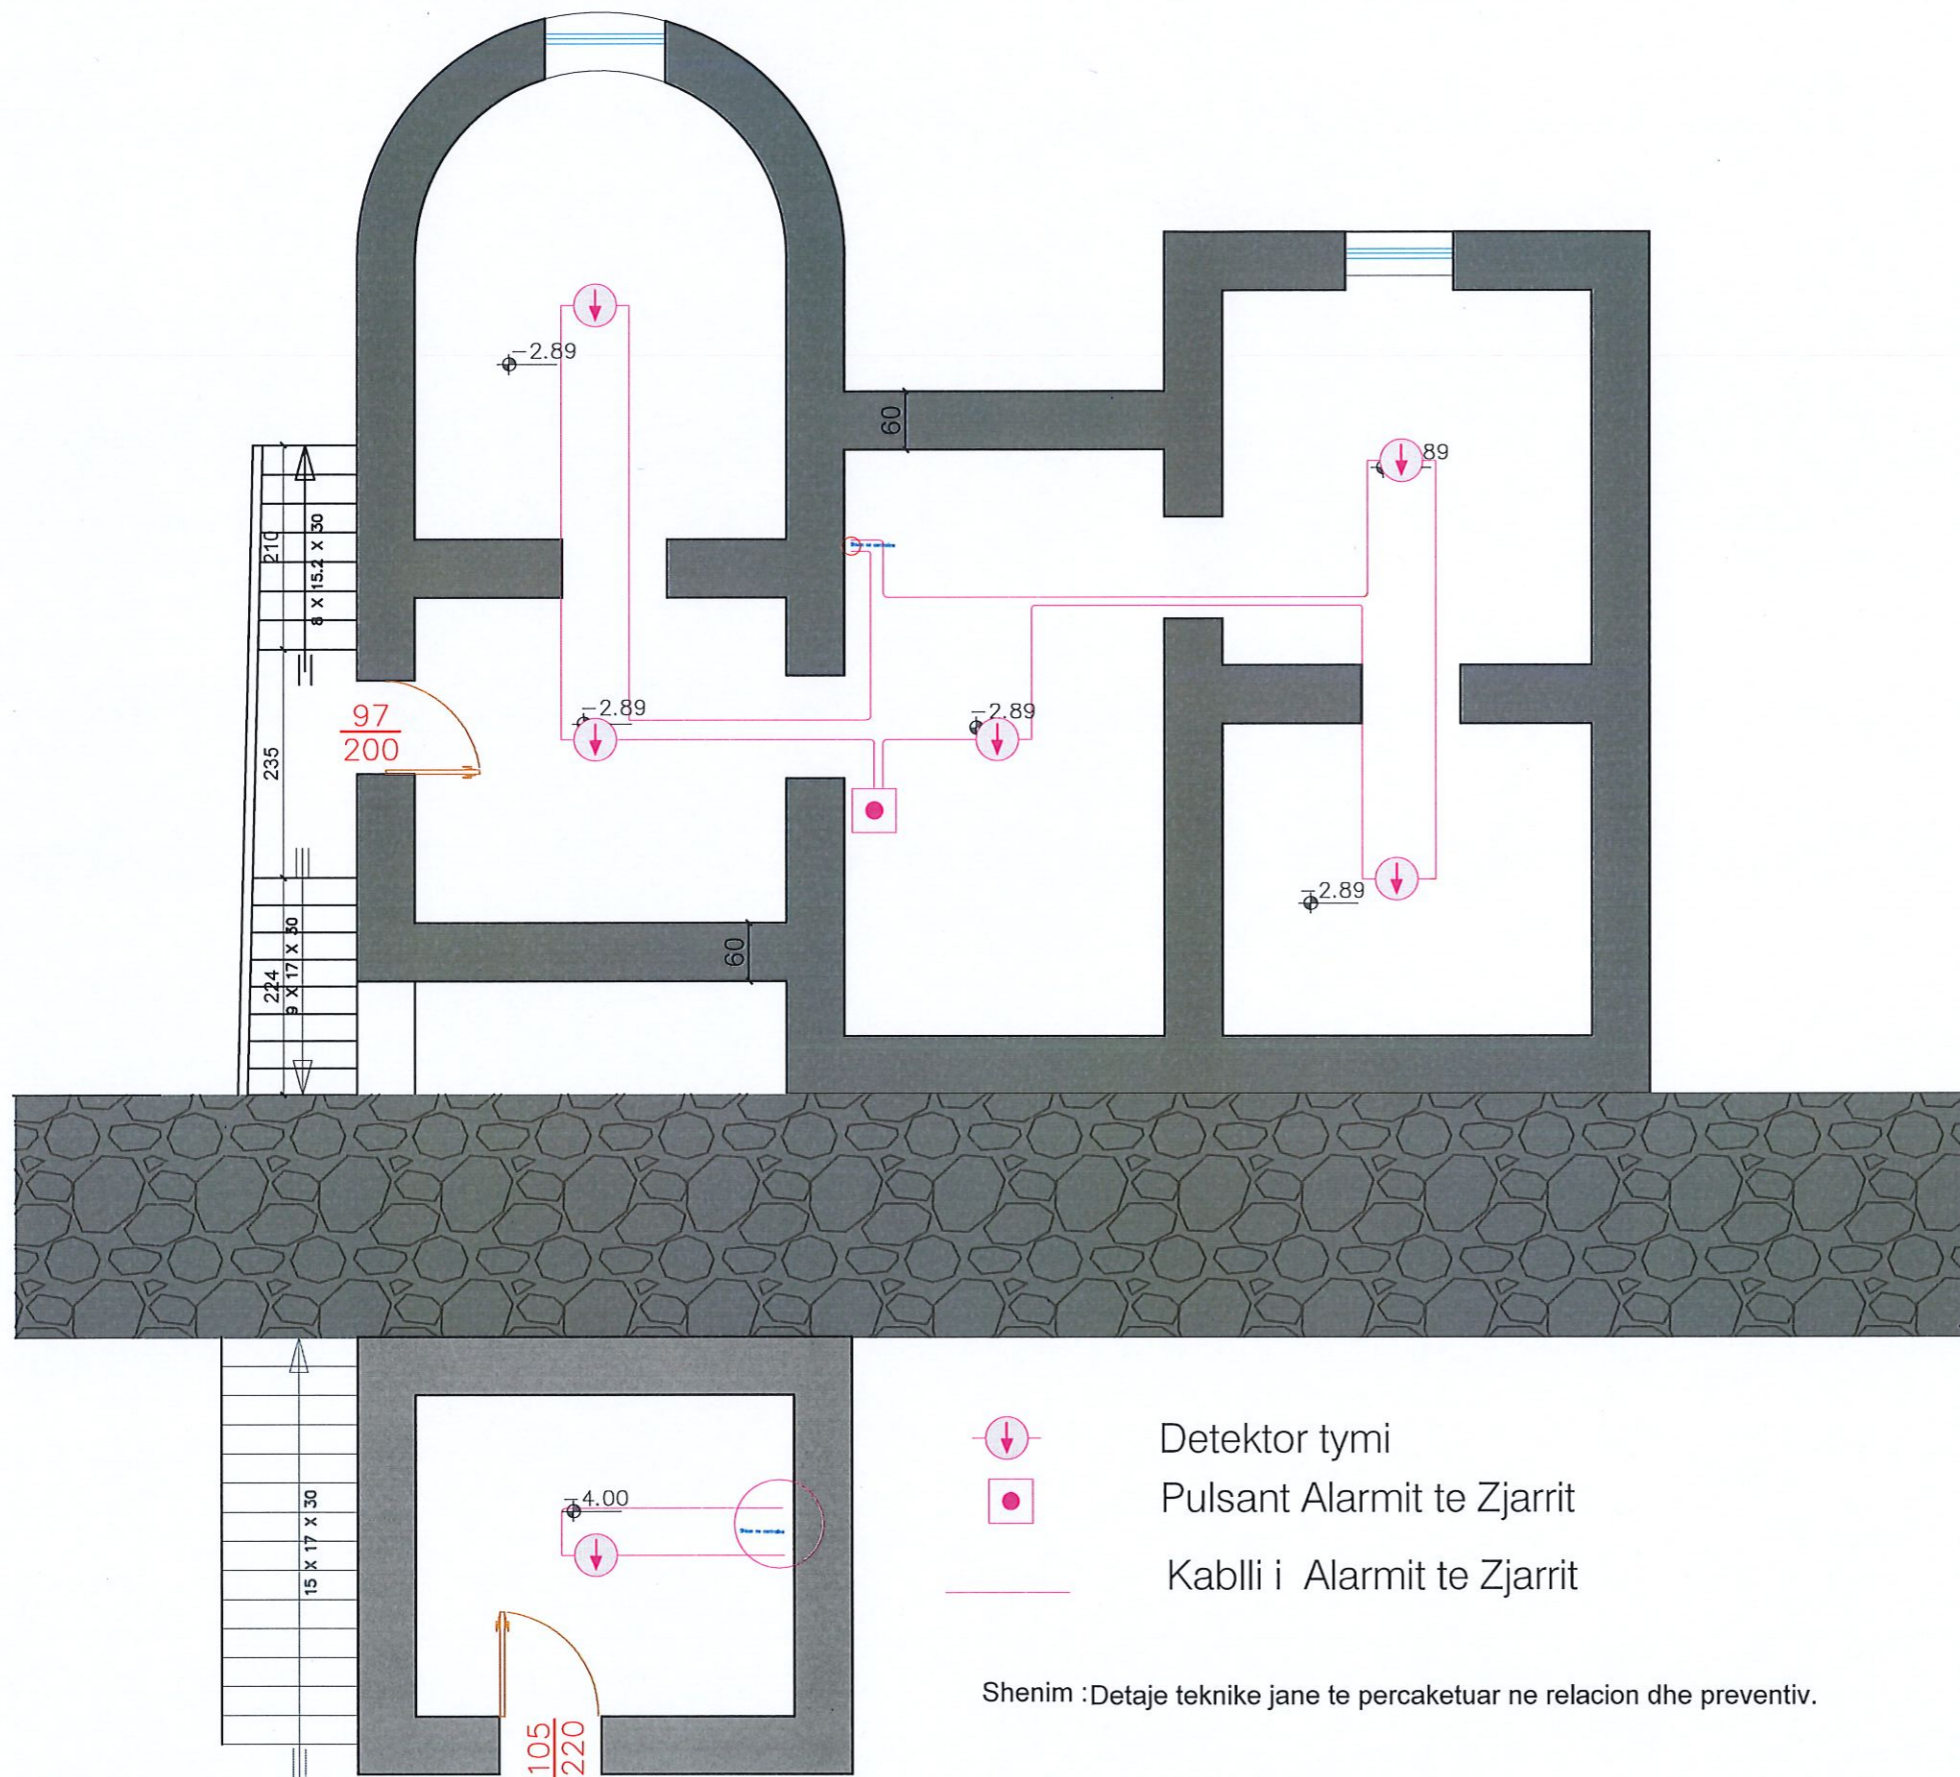 −2.89
60
89
210
8 X 15.2 X 30
−2.89
−2.89
97
200
235
−2.89
60
224
9 X 17 X 30
−4.00
15 X 17 X 30
105
220
Detektor tymi
Pulsant Alarmit te Zjarrit
Kablli i Alarmit te Zjarrit
Shenim : Detaje teknike jane te percaketuar ne relacion dhe preventiv.